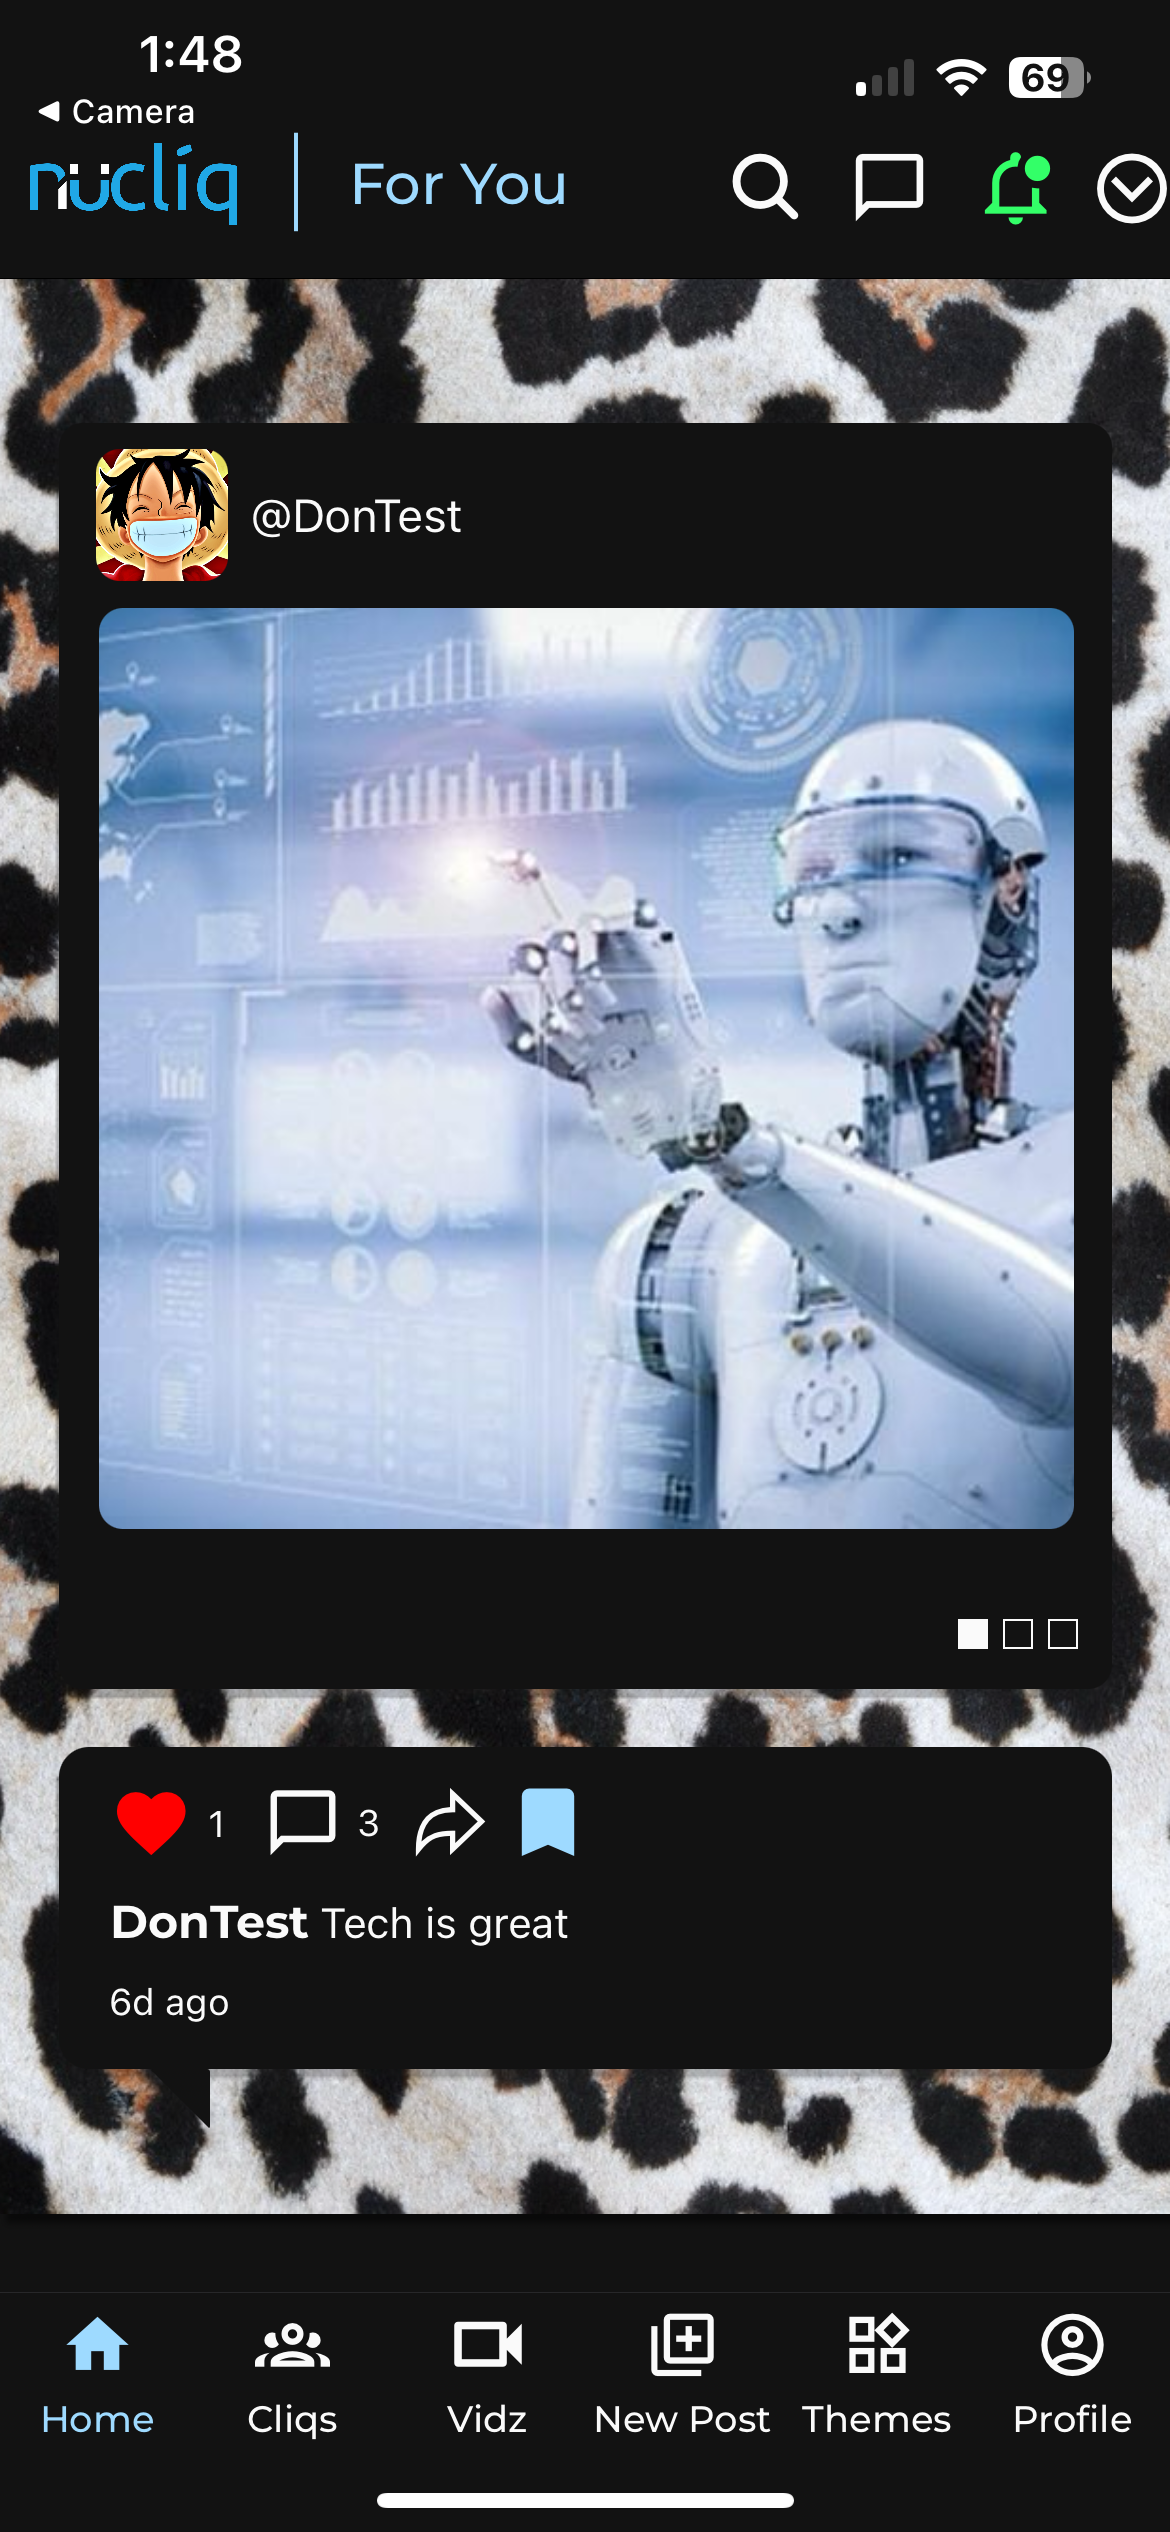 1:48
69
Camera
nüclíq
For You
@DonTest
1
3
DonTest Tech is great
6d ago
Home
Cliqs
Vidz
New Post
Themes
Profile